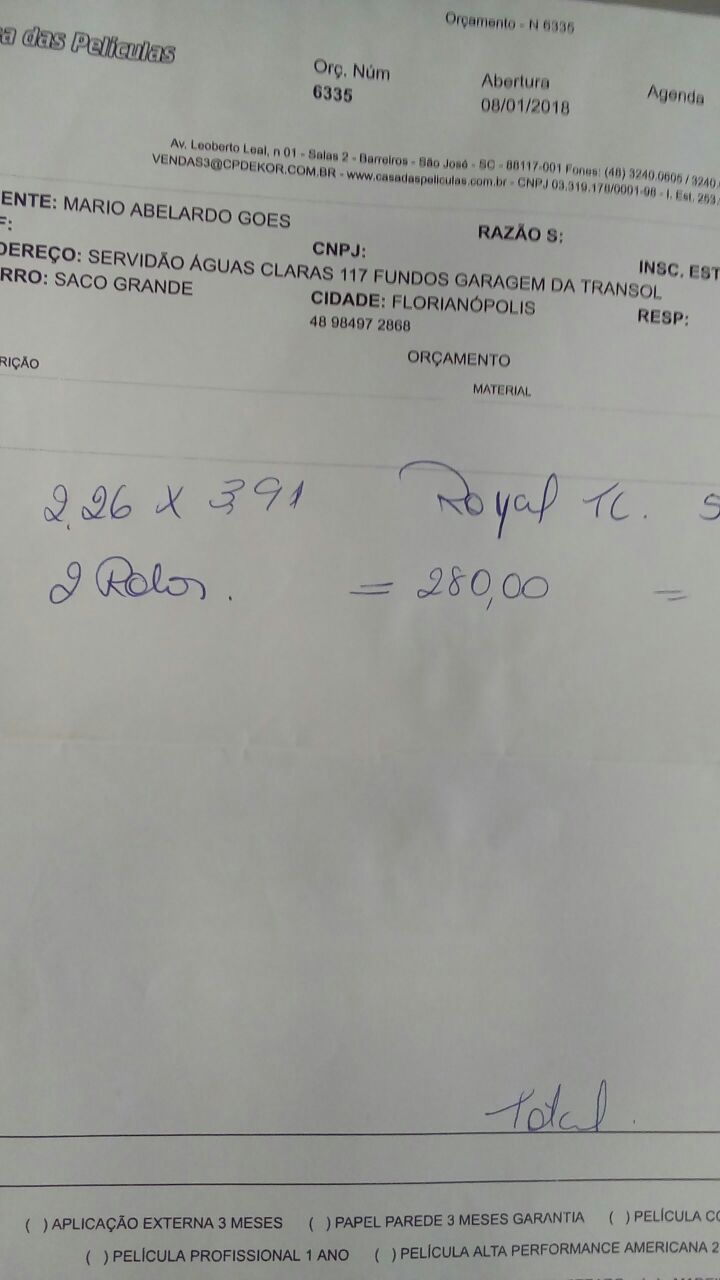 Orçamento - N 6335
a das Películas
Orç. Núm
6335
Abertura
08/01/2018
Agenda
Av. Leoberto Leal, n 01 - Salas 2 - Barreiros - São José - SC - 88117-001 Fones: (48) 3240.0605 / 3240.
VENDAS3@CPDEKOR.COM.BR - www.casadaspeliculas.com.br - CNPJ 03.319.178/0001-98 - I. Est. 253.
ENTE: MARIO ABELARDO GOES
RAZÃO S:
F:
CNPJ:
INSC. EST
DEREÇO: SERVIDÃO ÁGUAS CLARAS 117 FUNDOS GARAGEM DA TRANSOL
RRO: SACO GRANDE
CIDADE: FLORIANÓPOLIS
RESP:
48 98497 2868
RIÇÃO
ORÇAMENTO
MATERIAL
2,26 x 3,91 Royal TC. S
2 Rolos. = 280,00 =
Total.
( ) APLICAÇÃO EXTERNA 3 MESES ( ) PAPEL PAREDE 3 MESES GARANTIA ( ) PELÍCULA CO
( ) PELÍCULA PROFISSIONAL 1 ANO ( ) PELÍCULA ALTA PERFORMANCE AMERICANA 2